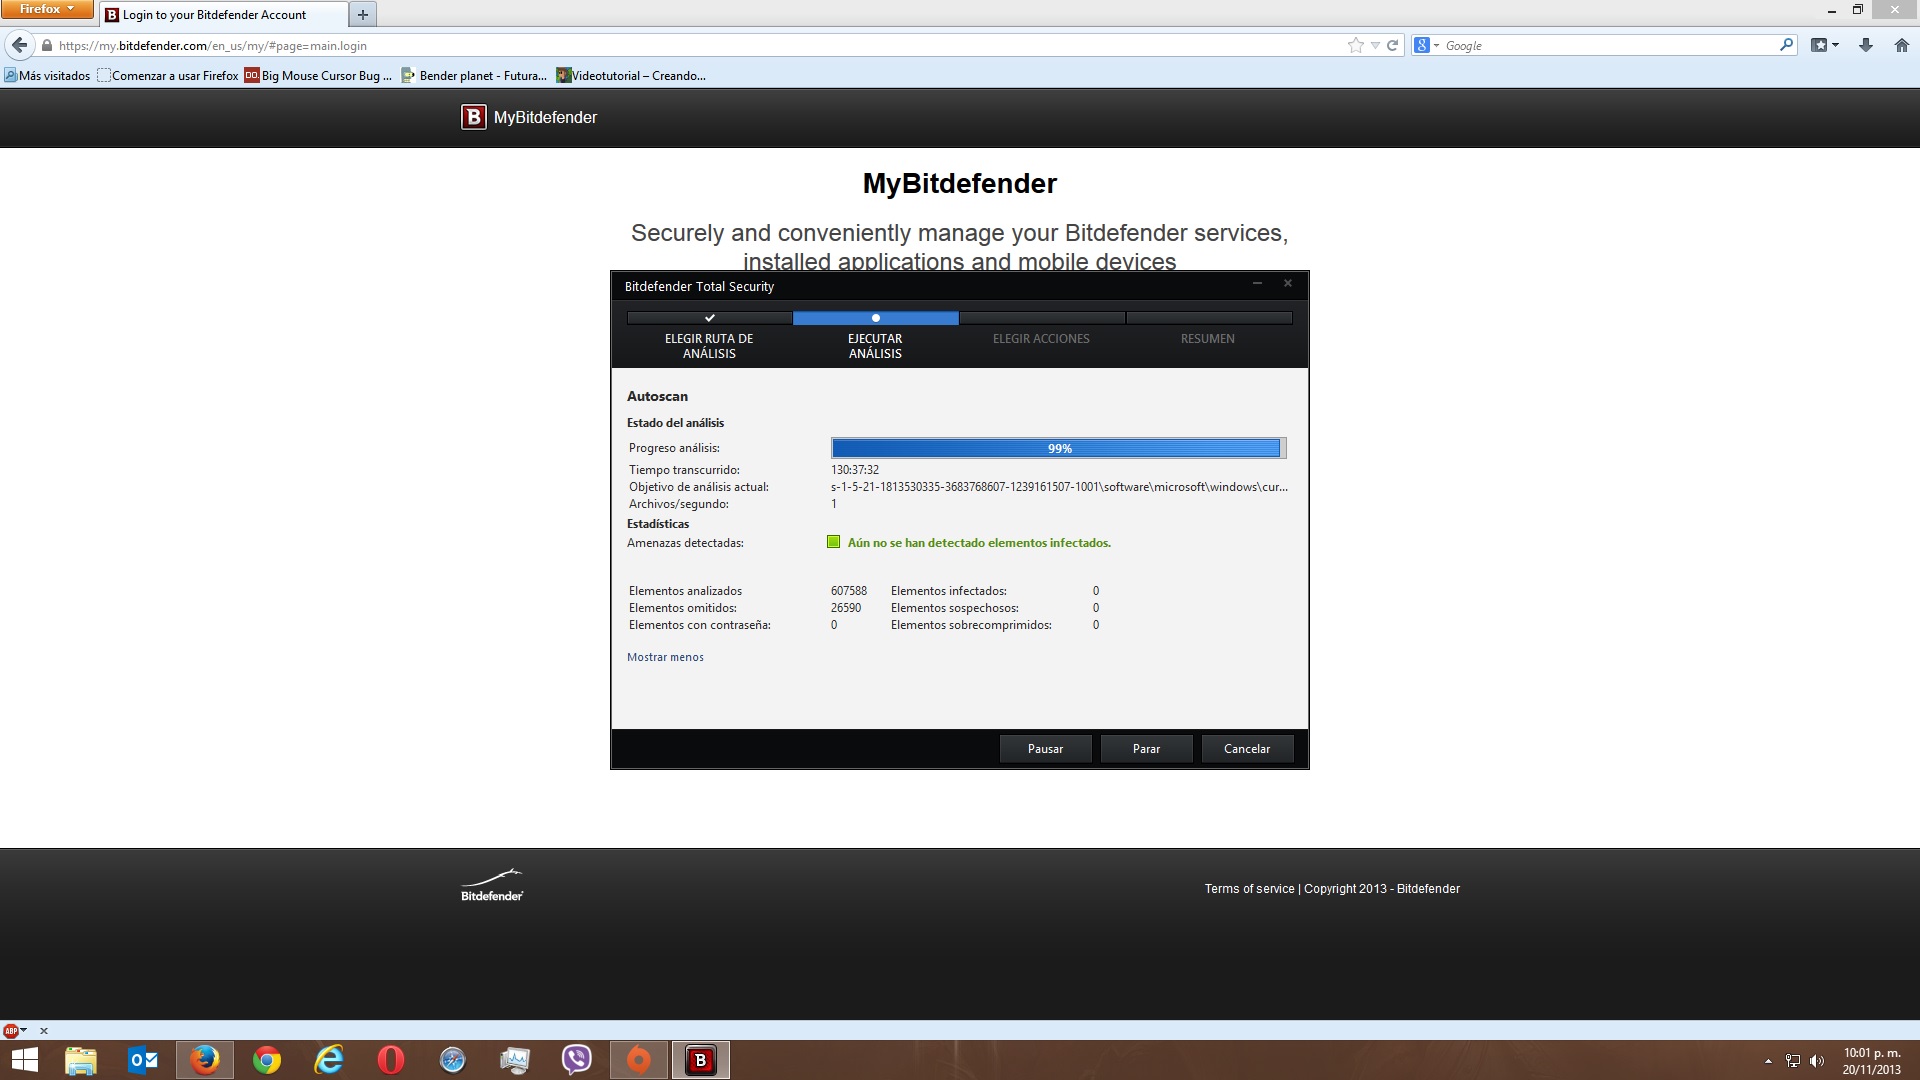 Firefox
Login to your Bitdefender Account
https://my.bitdefender.com/en_us/my/#page=main.login
Google
Más visitados
Comenzar a usar Firefox
Big Mouse Cursor Bug ...
Bender planet - Futura...
Videotutorial – Creando...
B MyBitdefender
MyBitdefender
Securely and conveniently manage your Bitdefender services,
installed applications and mobile devices
Bitdefender Total Security
ELEGIR RUTA DE
ANÁLISIS
EJECUTAR
ANÁLISIS
ELEGIR ACCIONES
RESUMEN
Autoscan
Estado del análisis
Progreso análisis: 99%
Tiempo transcurrido: 130:37:32
Objetivo de análisis actual: s-1-5-21-1813530335-3683768607-1239161507-1001\software\microsoft\windows\cur...
Archivos/segundo: 1
Estadísticas
Amenazas detectadas: Aún no se han detectado elementos infectados.
Elementos analizados 607588 Elementos infectados: 0
Elementos omitidos: 26590 Elementos sospechosos: 0
Elementos con contraseña: 0 Elementos sobrecomprimidos: 0
Mostrar menos
Pausar Parar Cancelar
Bitdefender
Terms of service | Copyright 2013 - Bitdefender
ABP
10:01 p. m.
20/11/2013